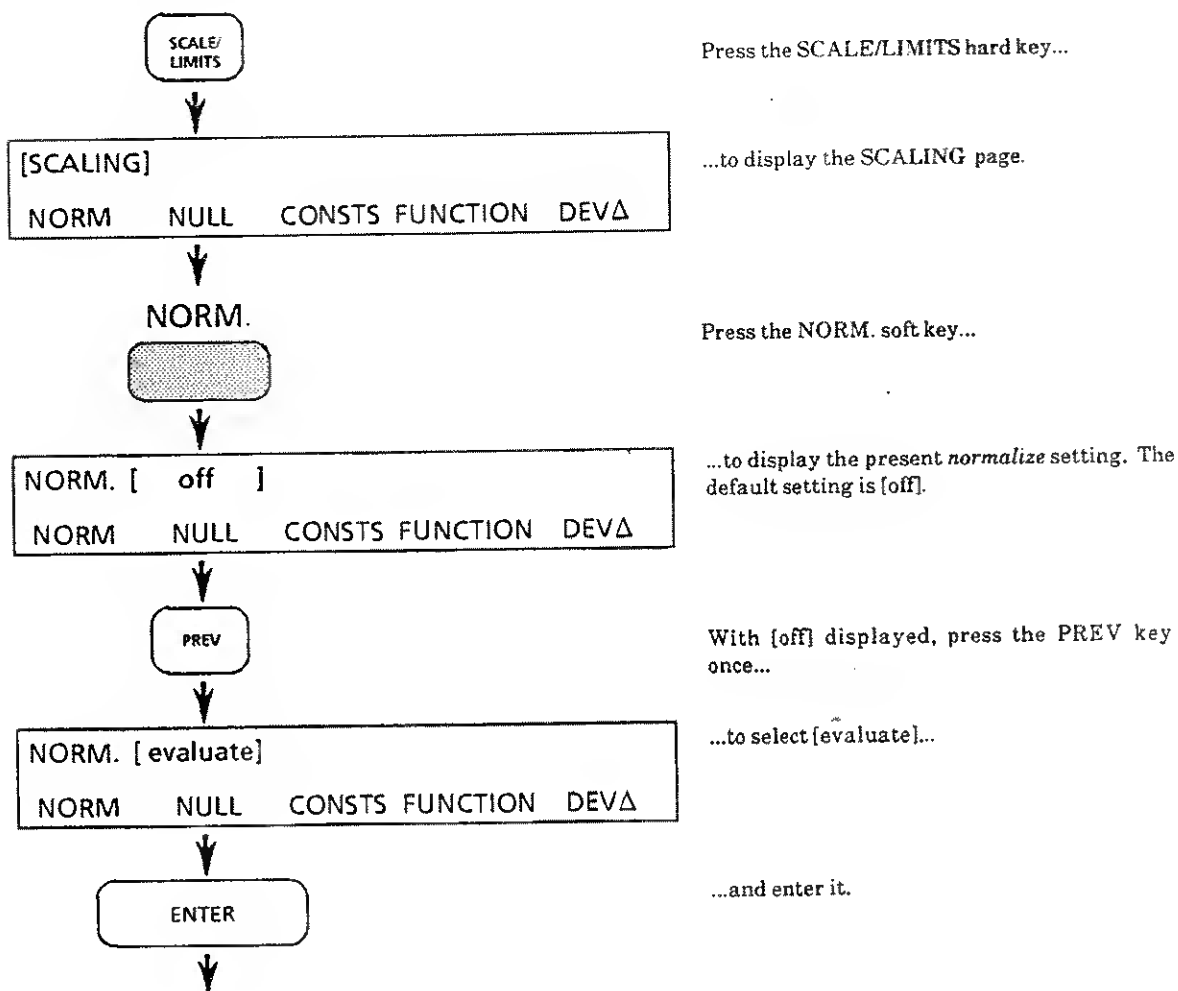 SCALE/
LIMITS
Press the SCALE/LIMITS hard key...
[SCALING]
NORM NULL CONSTS FUNCTION DEVΔ
...to display the SCALING page.
NORM.
Press the NORM. soft key...
NORM. [ off ]
NORM NULL CONSTS FUNCTION DEVΔ
...to display the present normalize setting. The
default setting is [off].
PREV
With [off] displayed, press the PREV key
once...
NORM. [ evaluate]
NORM NULL CONSTS FUNCTION DEVΔ
...to select [evaluate]...
ENTER
...and enter it.